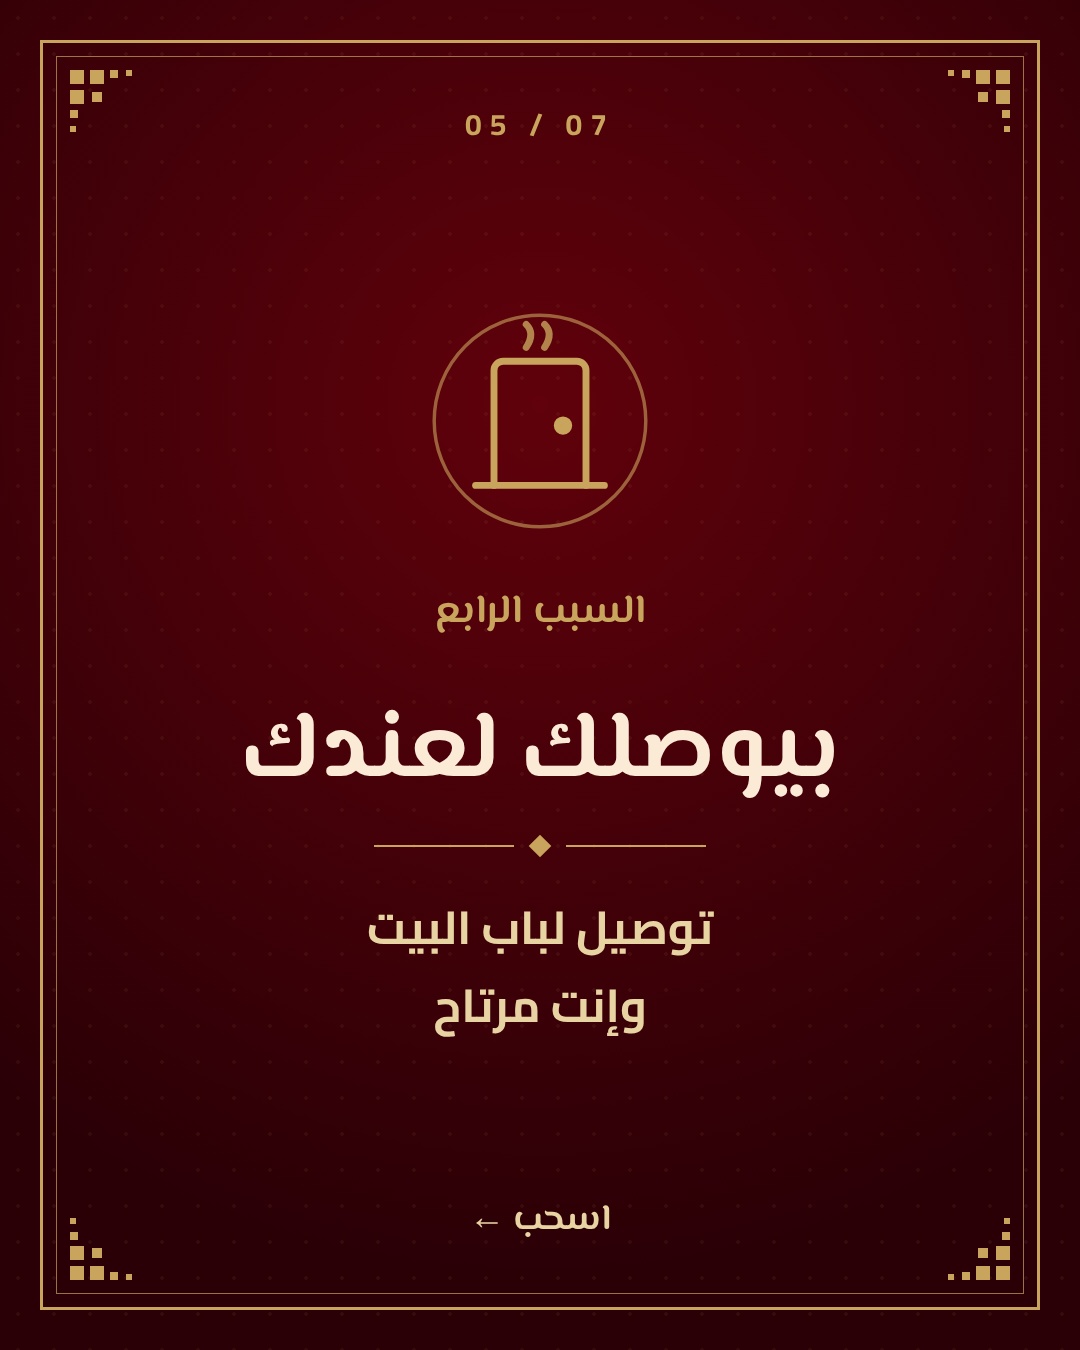 05 / 07
السبب الرابع
بيوصلك لعندك
توصيل لباب البيت
وإنت مرتاح
اسحب ←